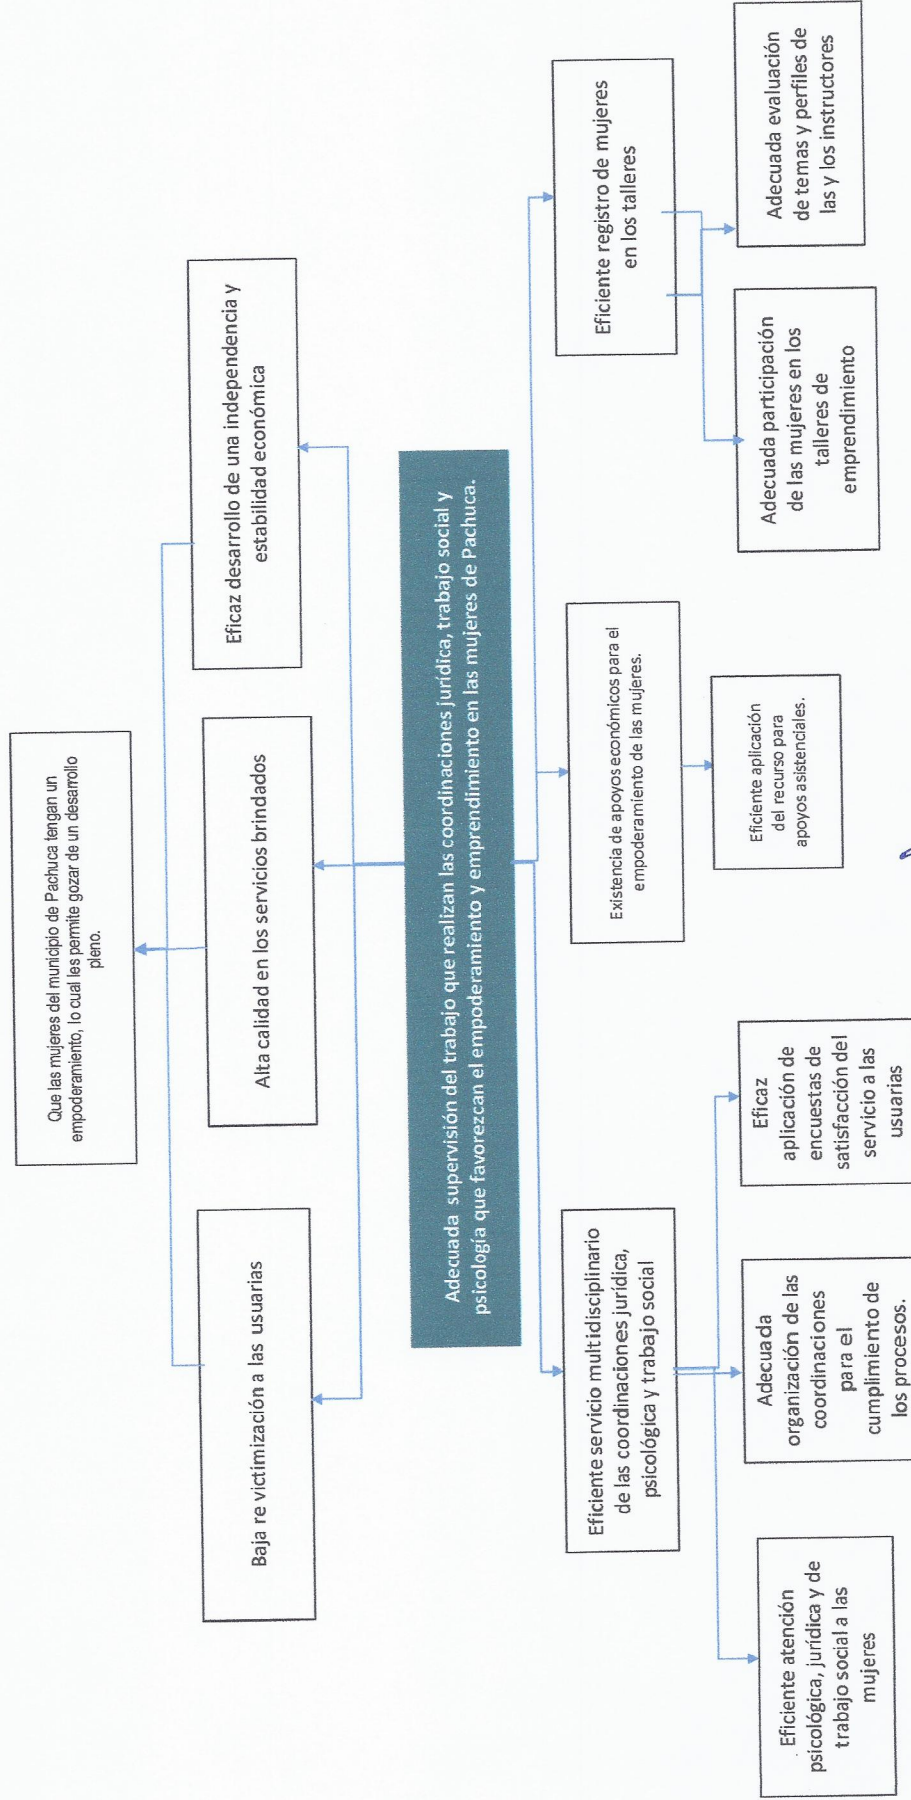 Que las mujeres del municipio de Pachuca tengan un
empoderamiento, lo cual les permite gozar de un desarrollo
pleno.
Baja re victimización a las usuarias
Alta calidad en los servicios brindados
Eficaz desarrollo de una independencia y
estabilidad económica
Adecuada supervisión del trabajo que realizan las coordinaciones jurídica, trabajo social y
psicología que favorezcan el empoderamiento y emprendimiento en las mujeres de Pachuca.
Eficiente servicio multidisciplinario
de las coordinaciones jurídica,
psicológica y trabajo social
Existencia de apoyos económicos para el
empoderamiento de las mujeres.
Eficiente registro de mujeres
en los talleres
. Eficiente atención
psicológica, jurídica y de
trabajo social a las
mujeres
Adecuada
organización de las
coordinaciones
para el
cumplimiento de
los procesos.
Eficaz
aplicación de
encuestas de
satisfacción del
servicio a las
usuarias
Eficiente aplicación
del recurso para
apoyos asistenciales.
Adecuada participación
de las mujeres en los
talleres de
emprendimiento
Adecuada evaluación
de temas y perfiles de
las y los instructores